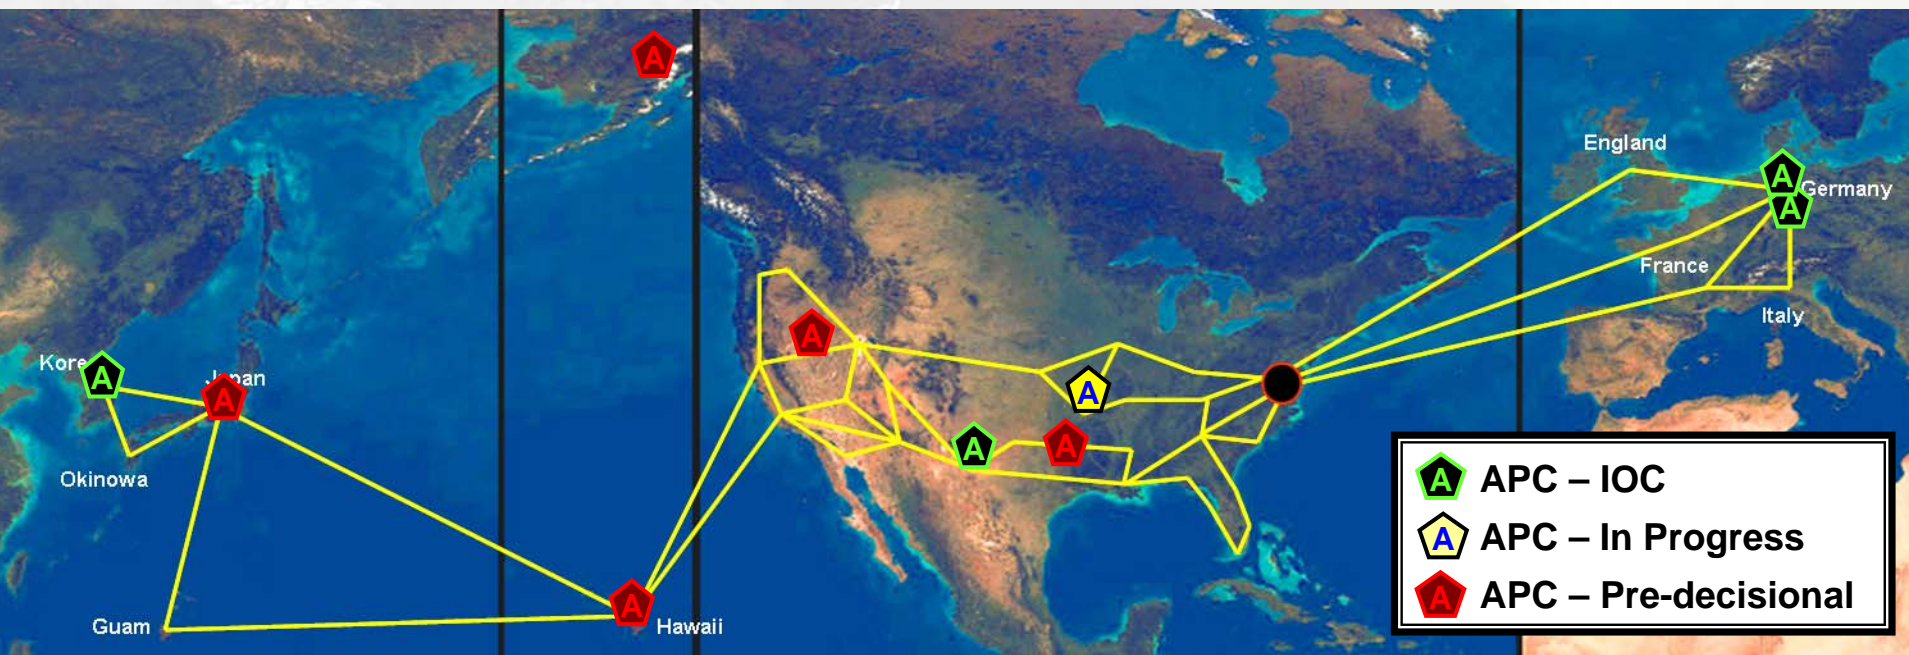 A
England
A
Germany
A
France
Italy
A
Kore
A
Japan
A
A
A
A
A
Okinowa
Guam
A
Hawaii
A APC – IOC
A APC – In Progress
A APC – Pre-decisional